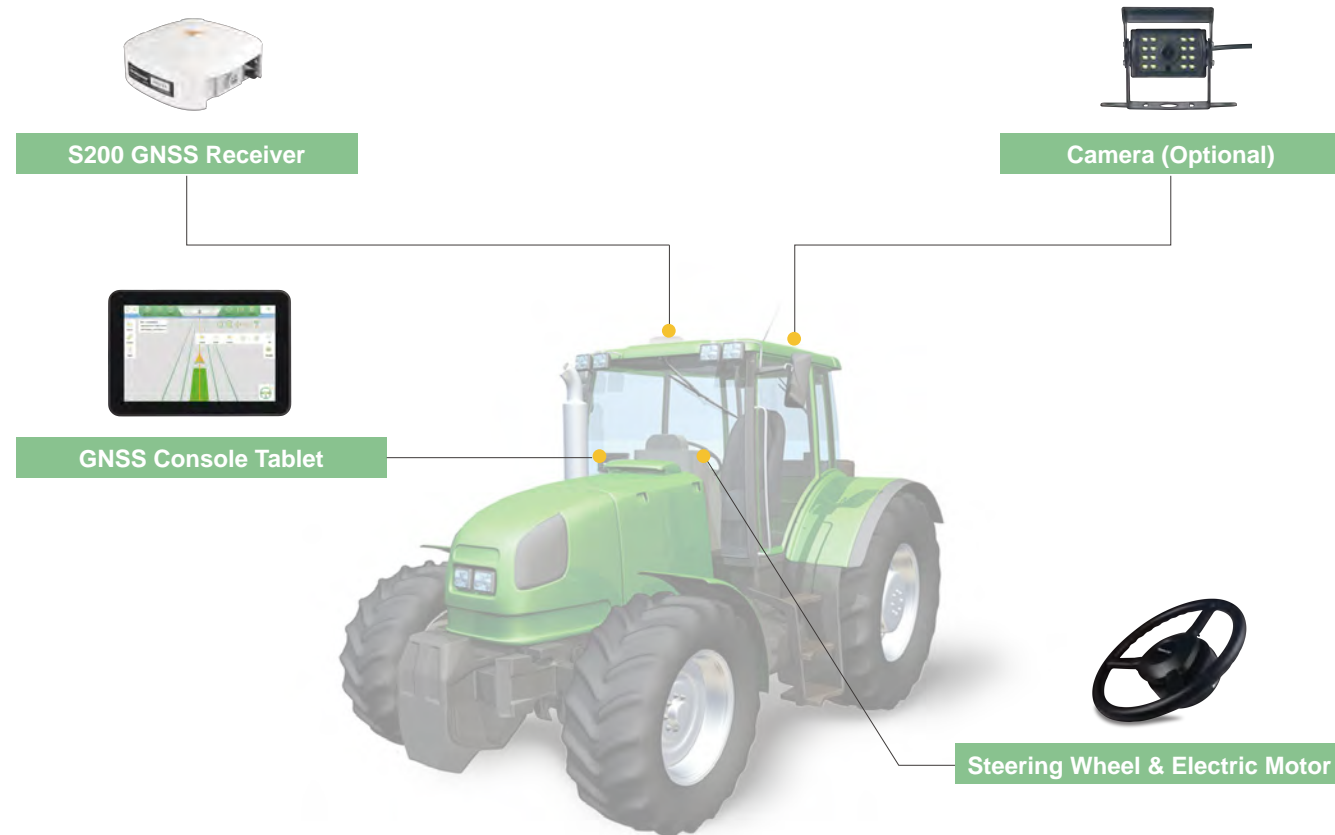 S200 GNSS Receiver
Camera (Optional)
GNSS Console Tablet
Steering Wheel & Electric Motor